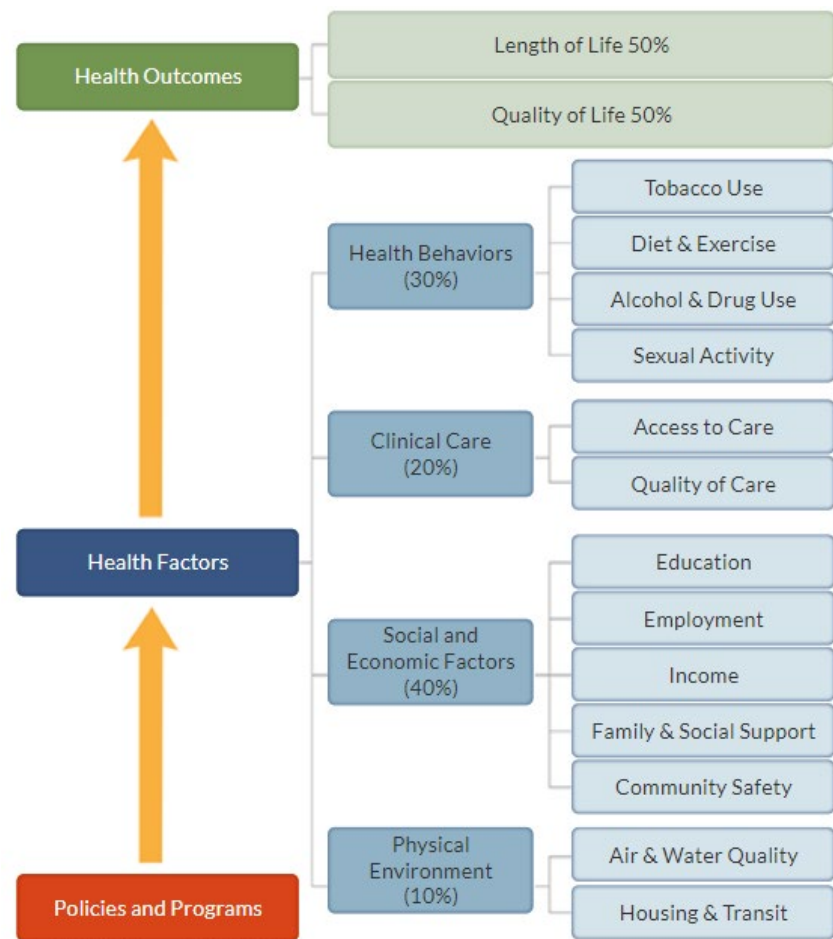 Health Outcomes
Length of Life 50%
Quality of Life 50%
Health Factors
Health Behaviors
(30%)
Tobacco Use
Diet & Exercise
Alcohol & Drug Use
Sexual Activity
Clinical Care
(20%)
Access to Care
Quality of Care
Social and
Economic Factors
(40%)
Education
Employment
Income
Family & Social Support
Community Safety
Physical
Environment
(10%)
Air & Water Quality
Housing & Transit
Policies and Programs